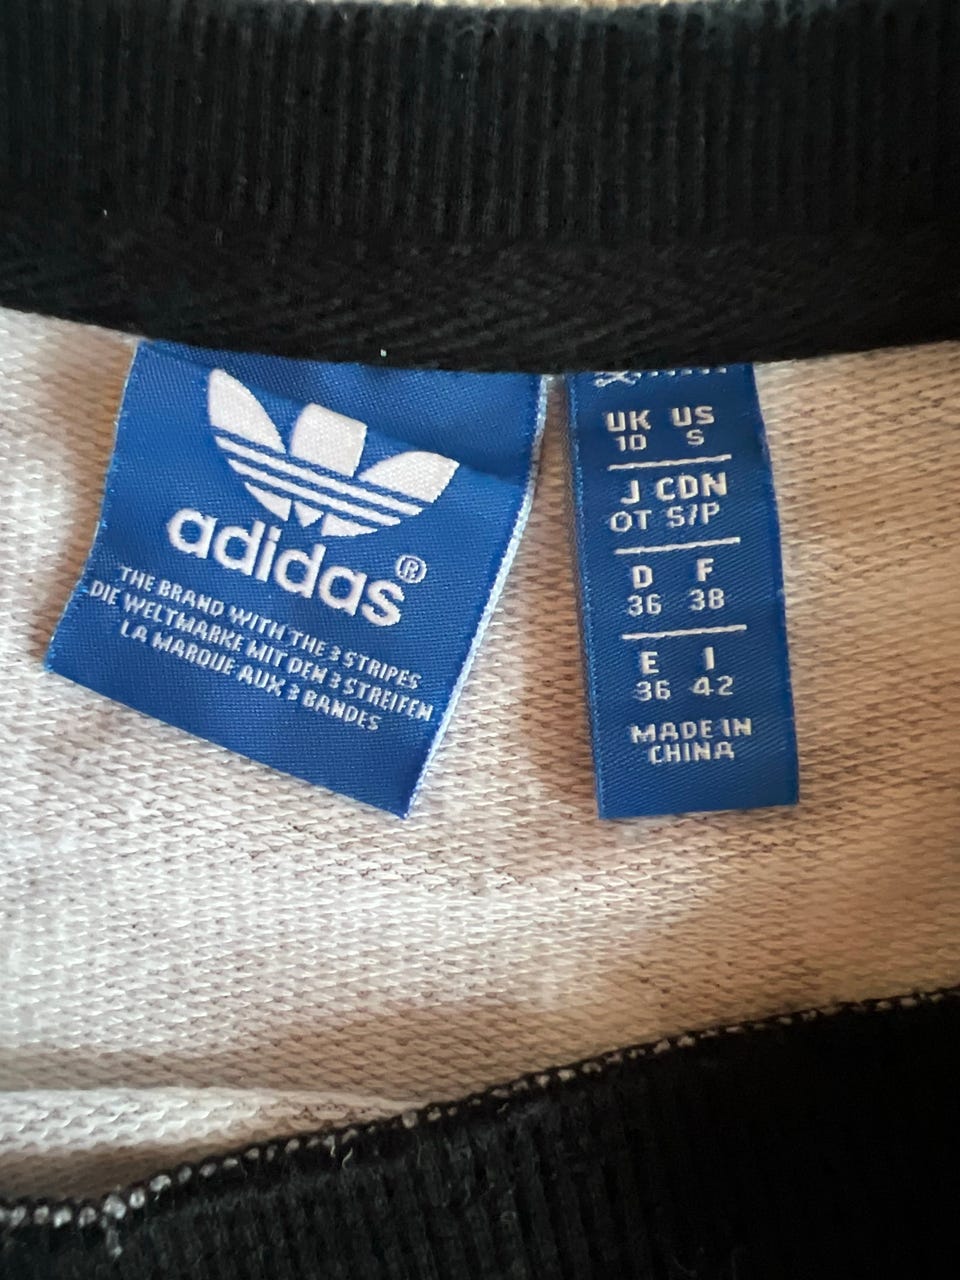 adidas®
THE BRAND WITH THE 3 STRIPES
DIE WELTMARKE MIT DEN 3 STREIFEN
LA MARQUE AUX 3 BANDES
UK US
10 S
J CDN
OT S/P
D F
36 38
E I
36 42
MADE IN
CHINA